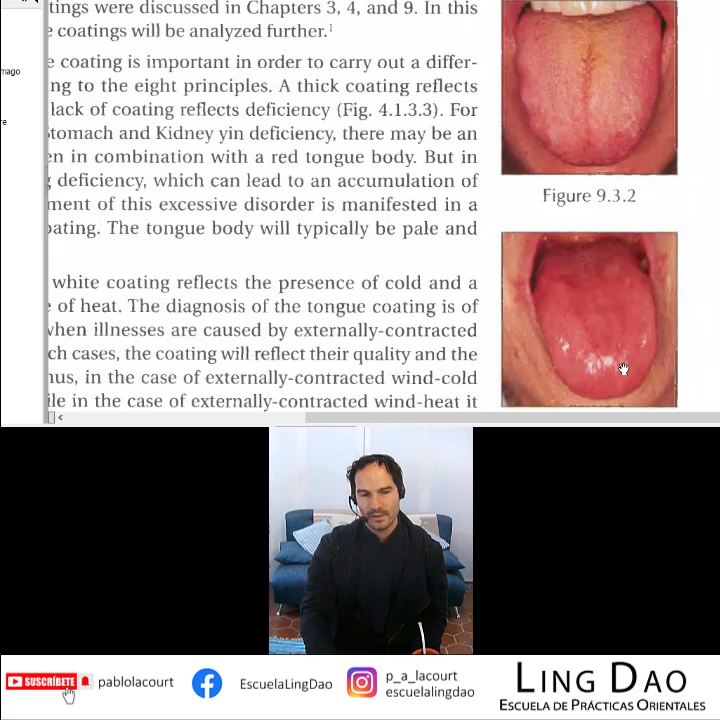 tings were discussed in Chapters 3, 4, and 9. In this
e coatings will be analyzed further.¹
mago
e coating is important in order to carry out a differ-
ng to the eight principles. A thick coating reflects
lack of coating reflects deficiency (Fig. 4.1.3.3). For
Stomach and Kidney yin deficiency, there may be an
en in combination with a red tongue body. But in
g deficiency, which can lead to an accumulation of
ment of this excessive disorder is manifested in a
oating. The tongue body will typically be pale and
re
Figure 9.3.2
white coating reflects the presence of cold and a
e of heat. The diagnosis of the tongue coating is of
when illnesses are caused by externally-contracted
ch cases, the coating will reflect their quality and the
nus, in the case of externally-contracted wind-cold
ile in the case of externally-contracted wind-heat it
SUSCRÍBETE
pablolacourt
EscuelaLingDao
p_a_lacourt
escuelalingdao
LING DAO
ESCUELA DE PRÁCTICAS ORIENTALES